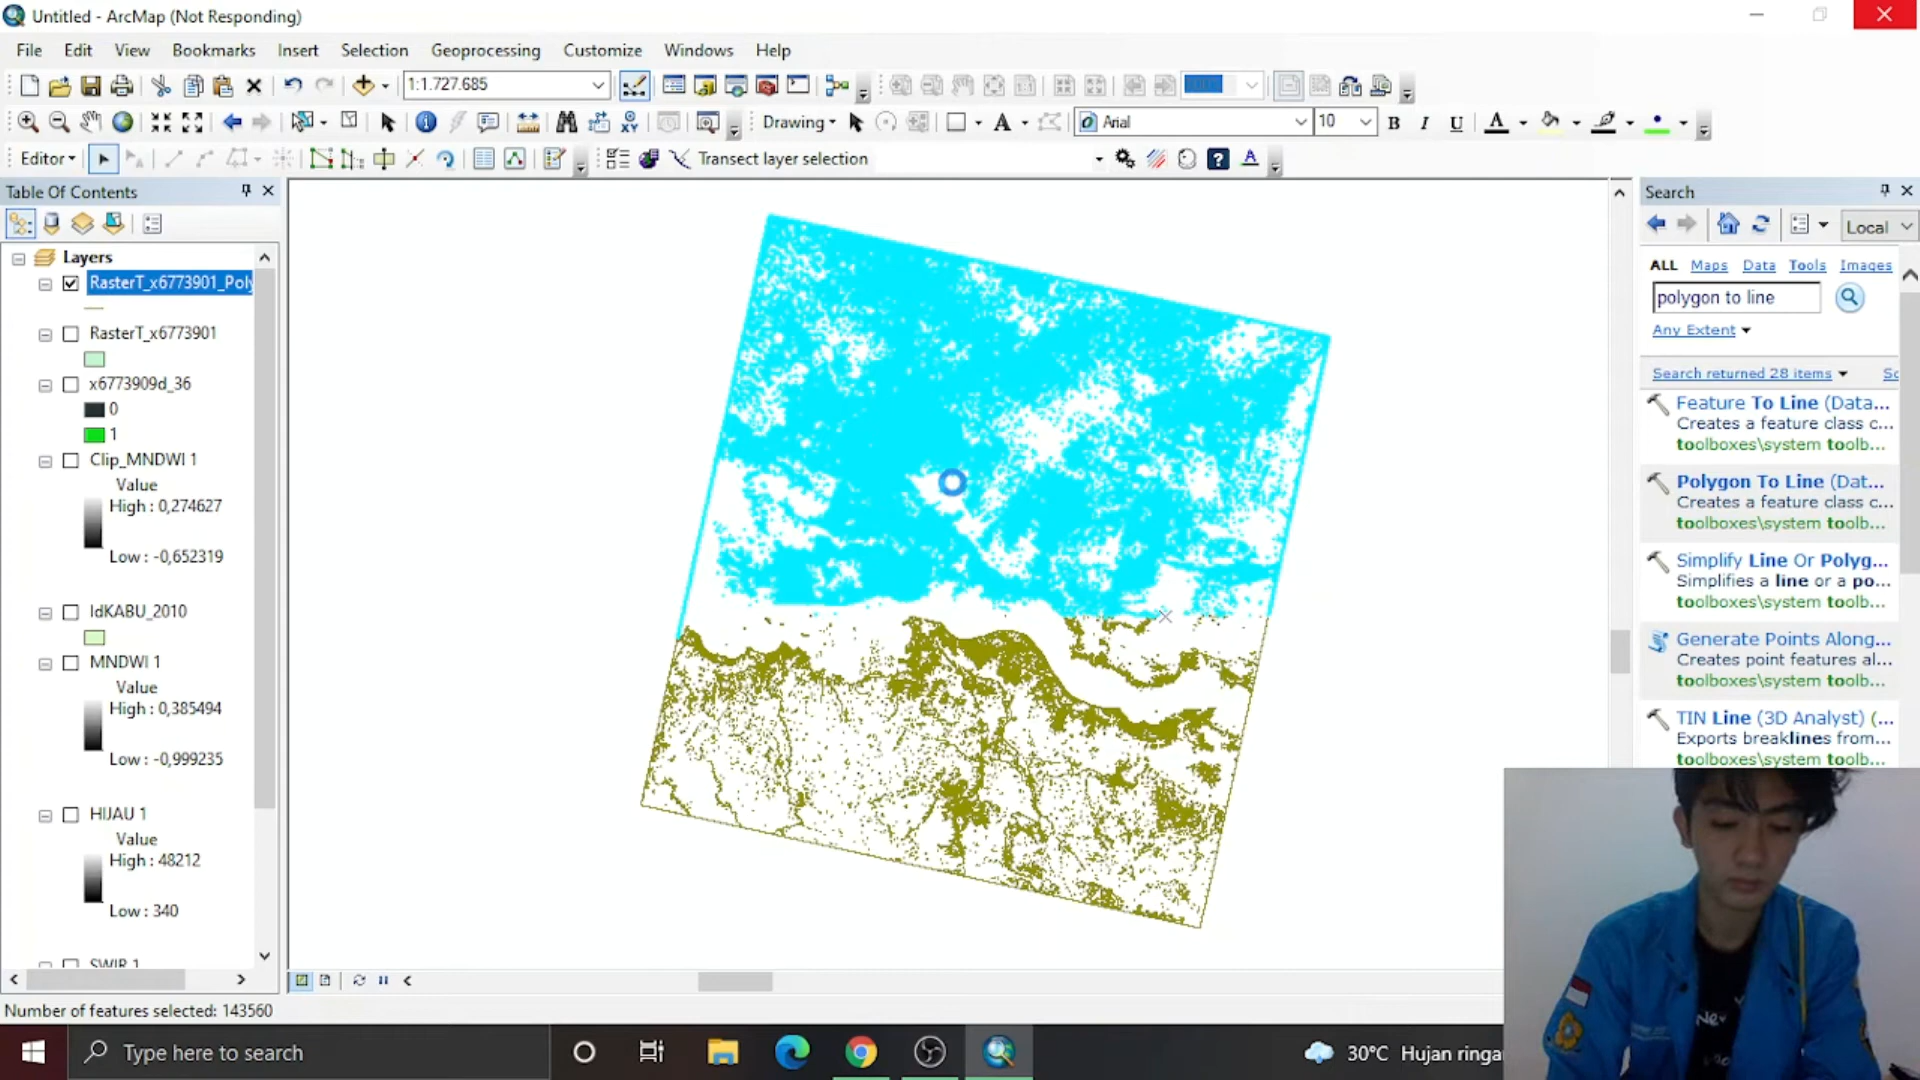 Untitled - ArcMap (Not Responding)
File Edit View Bookmarks Insert Selection Geoprocessing Customize Windows Help
1:1.727.685
Drawing Arial 10 B I U A
Editor Transect layer selection
Table Of Contents
Layers
RasterT_x6773901_Poly
RasterT_x6773901
x6773909d_36
0
1
Clip_MNDWI 1
Value
High : 0,274627
Low : -0,652319
IdKABU_2010
MNDWI 1
Value
High : 0,385494
Low : -0,999235
HIJAU 1
Value
High : 48212
Low : 340
SWIR 1
Number of features selected: 143560
Search
Local
ALL Maps Data Tools Images
polygon to line
Any Extent
Search returned 28 items
Feature To Line (Data...
Creates a feature class c...
toolboxes\system toolb...
Polygon To Line (Dat...
Creates a feature class c...
toolboxes\system toolb...
Simplify Line Or Polyg...
Simplifies a line or a po...
toolboxes\system toolb...
Generate Points Along...
Creates point features al...
toolboxes\system toolb...
TIN Line (3D Analyst) (...
Exports breaklines from...
toolboxes\system toolb...
Type here to search
30°C Hujan ringa